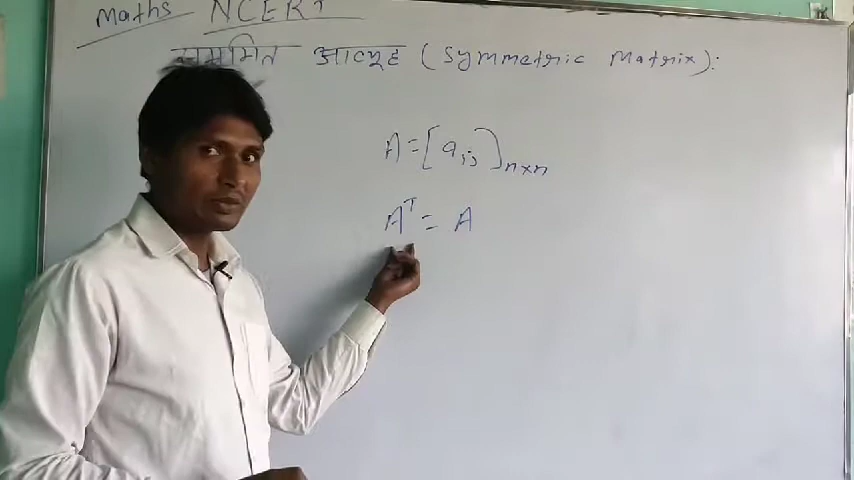 Maths NCERT
सममित आव्यूह (Symmetric Matrix):
A = [aij]n×n
A^T = A